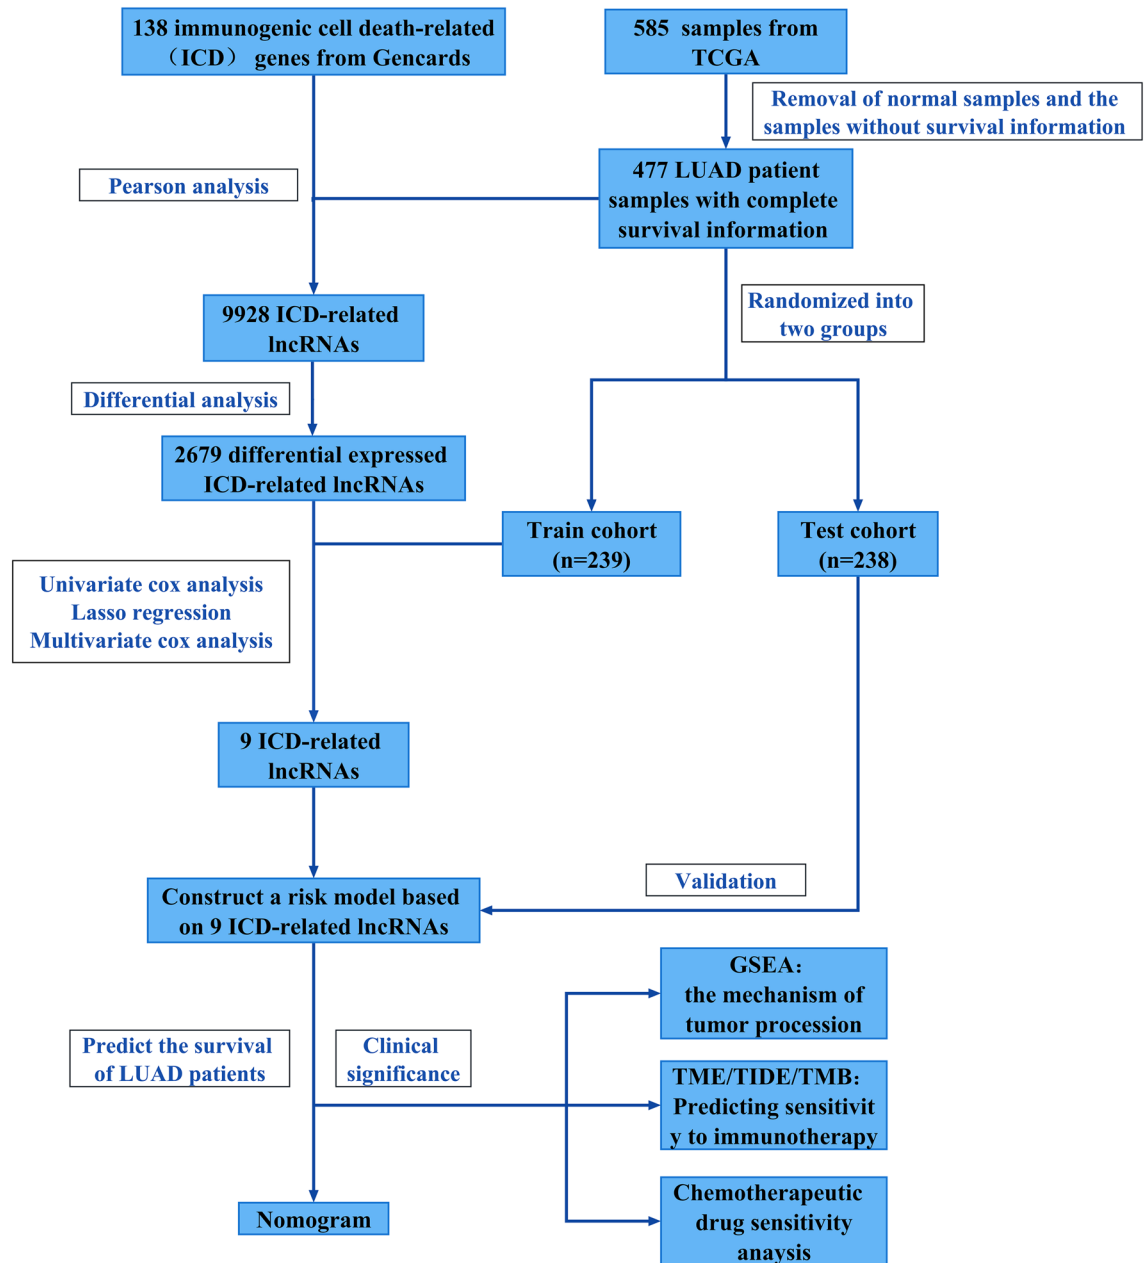 138 immunogenic cell death-related
（ICD） genes from Gencards
585 samples from
TCGA
Removal of normal samples and the
samples without survival information
Pearson analysis
477 LUAD patient
samples with complete
survival information
9928 ICD-related
lncRNAs
Randomized into
two groups
Differential analysis
2679 differential expressed
ICD-related lncRNAs
Train cohort
(n=239)
Test cohort
(n=238)
Univariate cox analysis
Lasso regression
Multivariate cox analysis
9 ICD-related
lncRNAs
Validation
Construct a risk model based
on 9 ICD-related lncRNAs
GSEA：
the mechanism of
tumor procession
Predict the survival
of LUAD patients
Clinical
significance
TME/TIDE/TMB：
Predicting sensitivit
y to immunotherapy
Chemotherapeutic
drug sensitivity
anaysis
Nomogram